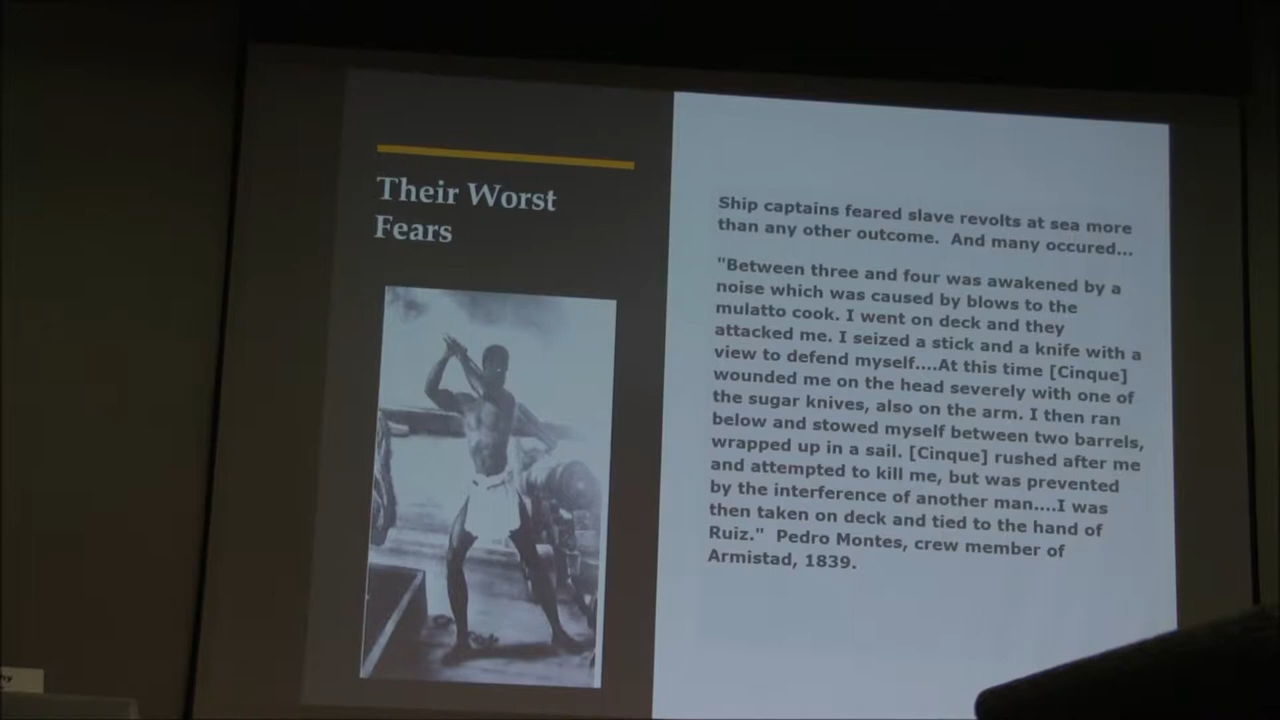 Their Worst
Fears
Ship captains feared slave revolts at sea more
than any other outcome.  And many occured...
"Between three and four was awakened by a
noise which was caused by blows to the
mulatto cook. I went on deck and they
attacked me. I seized a stick and a knife with a
view to defend myself....At this time [Cinque]
wounded me on the head severely with one of
the sugar knives, also on the arm. I then ran
below and stowed myself between two barrels,
wrapped up in a sail. [Cinque] rushed after me
and attempted to kill me, but was prevented
by the interference of another man....I was
then taken on deck and tied to the hand of
Ruiz."  Pedro Montes, crew member of
Armistad, 1839.